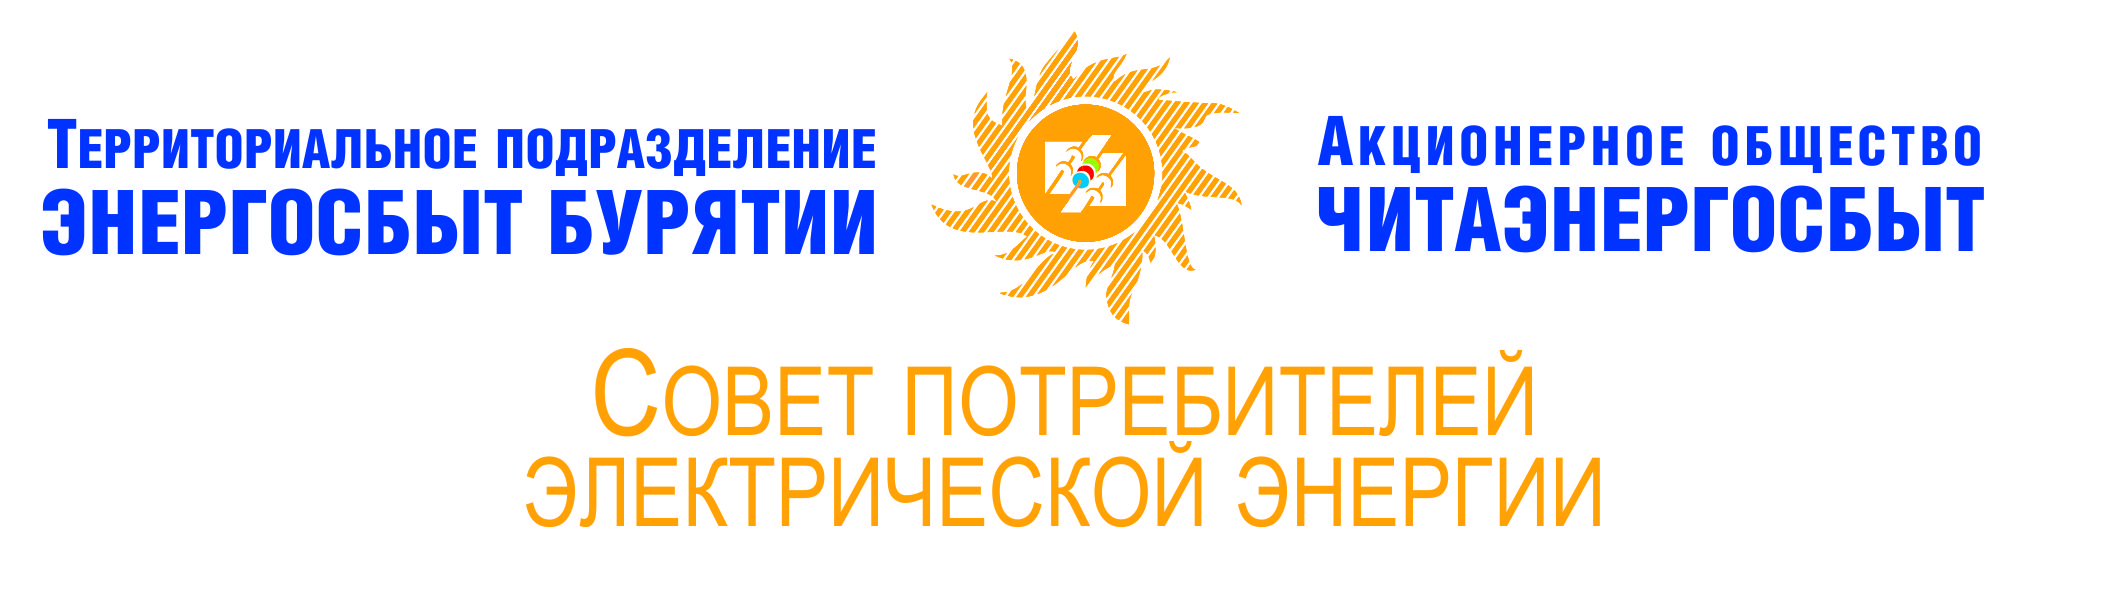 Территориальное подразделение
ЭНЕРГОСБЫТ БУРЯТИИ
Акционерное общество
ЧИТАЭНЕРГОСБЫТ
Совет потребителей
электрической энергии